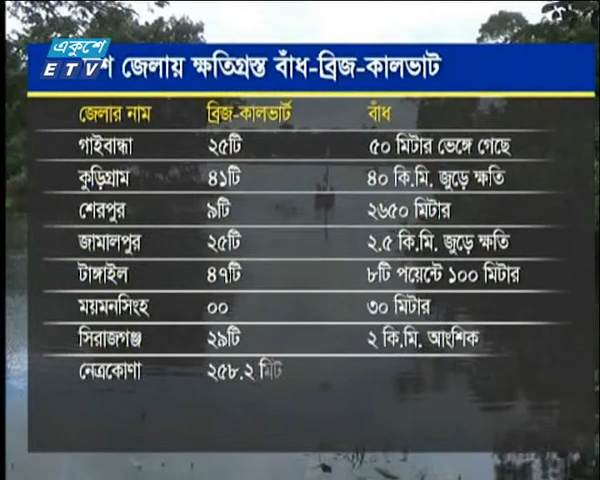 একুশে
ETV
জেলায় ক্ষতিগ্রস্ত বাঁধ-ব্রিজ-কালভাট
জেলার নাম ব্রিজ-কালভার্ট বাঁধ
গাইবান্ধা ২৫টি ৫০ মিটার ভেঙ্গে গেছে
কুড়িগ্রাম ৪১টি ৪০ কি.মি. জুড়ে ক্ষতি
শেরপুর ৯টি ২৬৫০ মিটার
জামালপুর ২৫টি ২.৫ কি.মি. জুড়ে ক্ষতি
টাঙ্গাইল ৪৭টি ৮টি পয়েন্টে ১০০ মিটার
ময়মনসিংহ ০০ ৩০ মিটার
সিরাজগঞ্জ ২৯টি ২ কি.মি. আংশিক
নেত্রকোণা ২৫৮.২ মিট